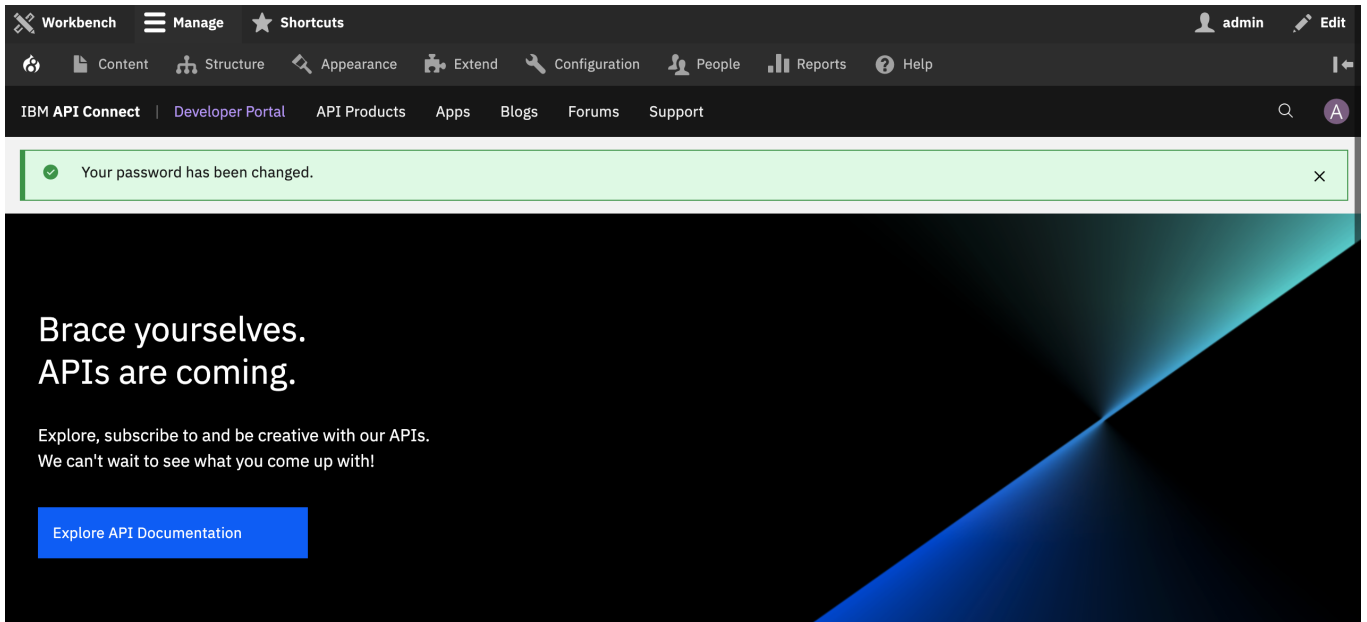 Workbench Manage Shortcuts admin Edit
Content Structure Appearance Extend Configuration People Reports Help
IBM API Connect | Developer Portal API Products Apps Blogs Forums Support A
Your password has been changed.
Brace yourselves.
APIs are coming.
Explore, subscribe to and be creative with our APIs.
We can't wait to see what you come up with!
Explore API Documentation